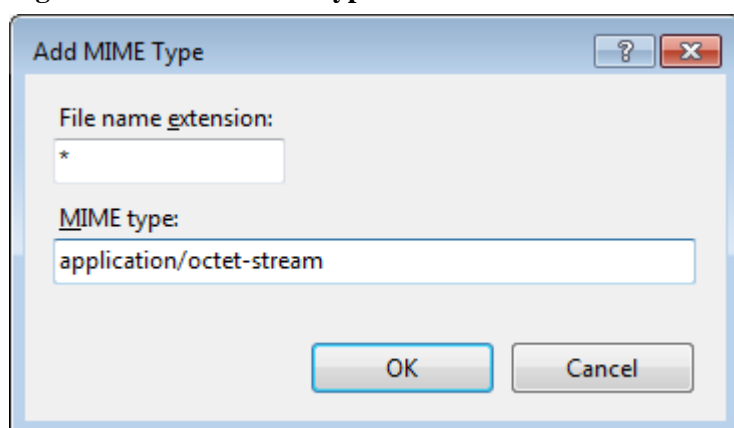 Add MIME Type
?
File name extension:
*
MIME type:
application/octet-stream
OK Cancel